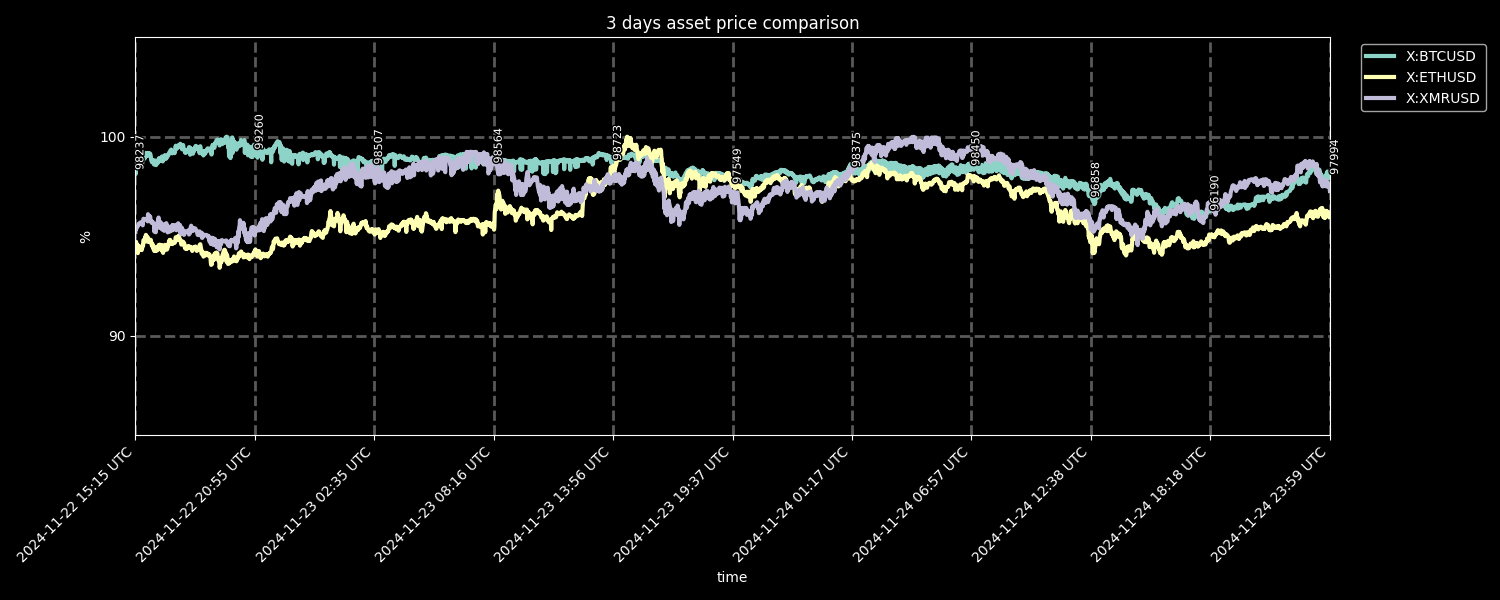 3 days asset price comparison
X:BTCUSD
X:ETHUSD
X:XMRUSD
100
90
%
98237
99260
98507
98564
98723
97549
98375
98450
96858
96190
97994
2024-11-22 15:15 UTC
2024-11-22 20:55 UTC
2024-11-23 02:35 UTC
2024-11-23 08:16 UTC
2024-11-23 13:56 UTC
2024-11-23 19:37 UTC
2024-11-24 01:17 UTC
2024-11-24 06:57 UTC
2024-11-24 12:38 UTC
2024-11-24 18:18 UTC
2024-11-24 23:59 UTC
time